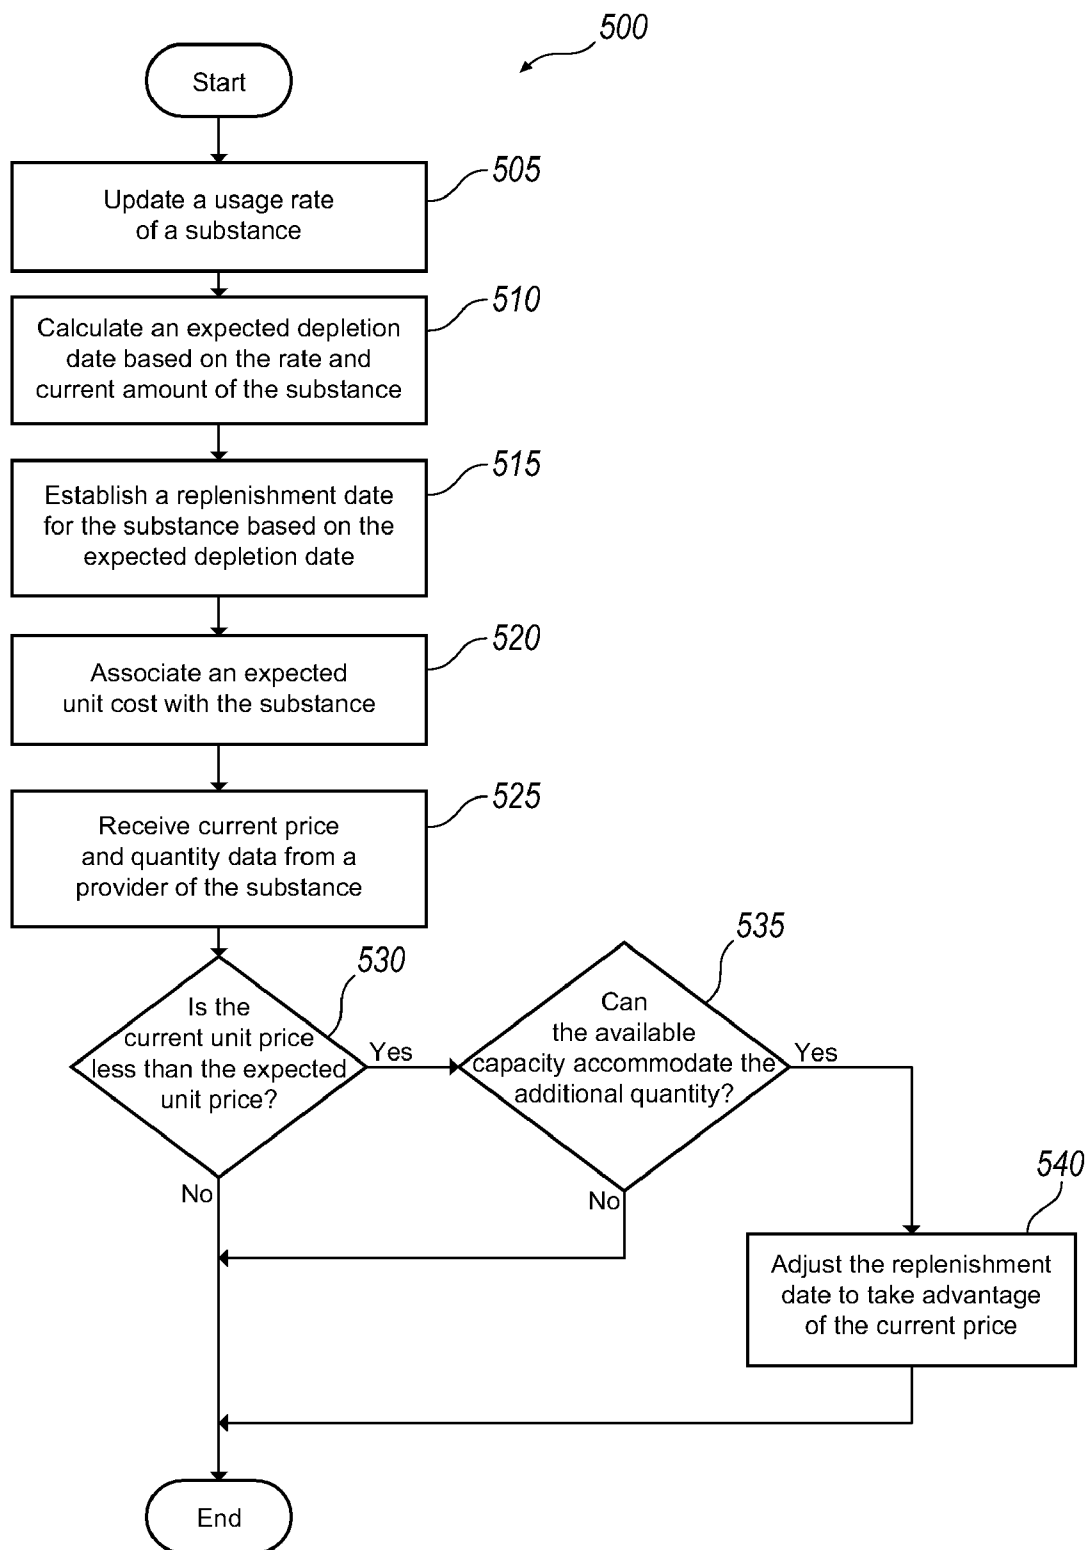 500
Start
505
Update a usage rate
of a substance
510
Calculate an expected depletion
date based on the rate and
current amount of the substance
515
Establish a replenishment date
for the substance based on the
expected depletion date
520
Associate an expected
unit cost with the substance
525
Receive current price
and quantity data from a
provider of the substance
530
Is the
current unit price
less than the expected
unit price?
Yes
No
535
Can
the available
capacity accommodate the
additional quantity?
Yes
No
540
Adjust the replenishment
date to take advantage
of the current price
End